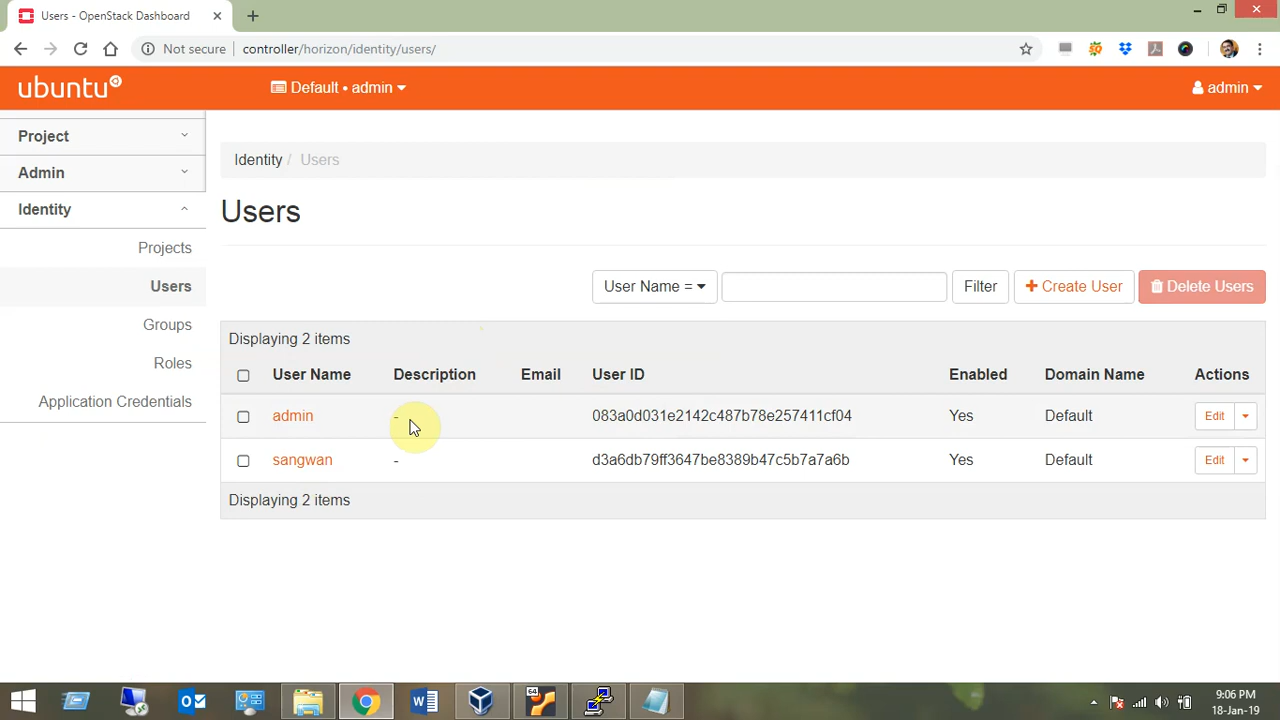 Users - OpenStack Dashboard
Not secure controller/horizon/identity/users/
ubuntu
Default • admin
admin
Project
Admin
Identity
Projects
Users
Groups
Roles
Application Credentials
Identity / Users
Users
User Name =
Filter
Create User
Delete Users
Displaying 2 items
User Name Description Email User ID Enabled Domain Name Actions
admin - 083a0d031e2142c487b78e257411cf04 Yes Default Edit
sangwan - d3a6db79ff3647be8389b47c5b7a7a6b Yes Default Edit
Displaying 2 items
64
9:06 PM
18-Jan-19